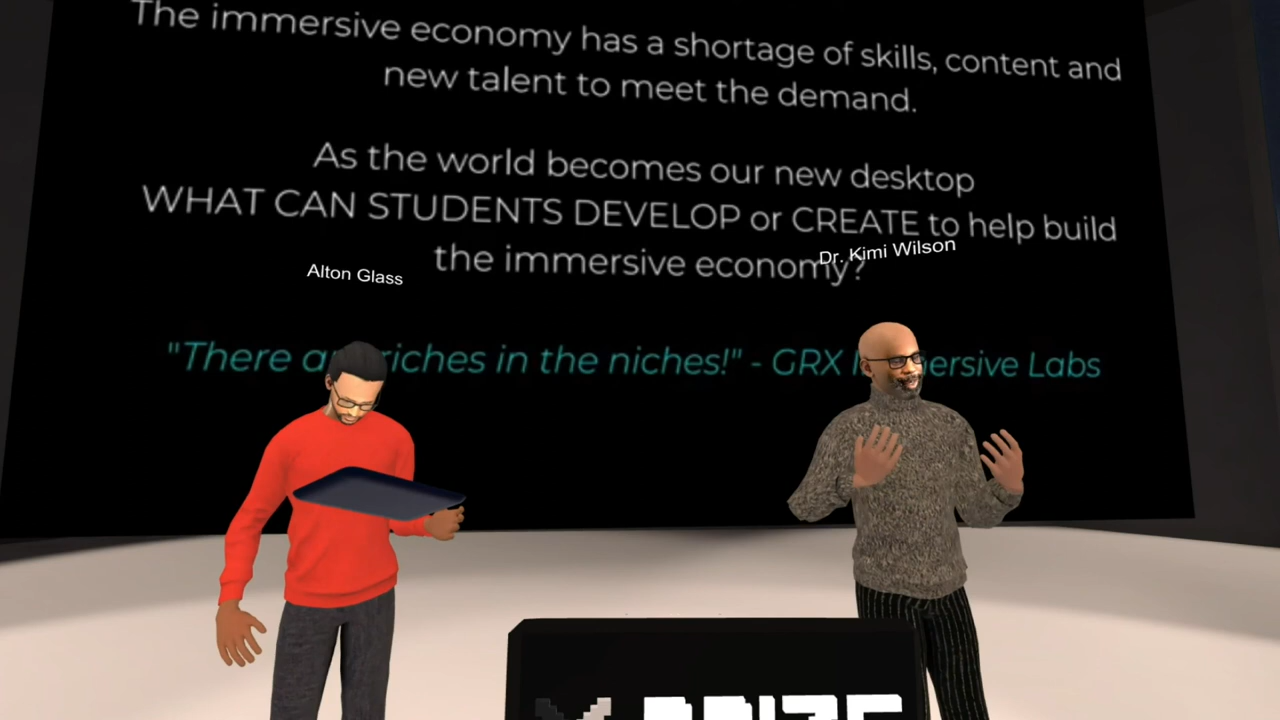 The immersive economy has a shortage of skills, content and
new talent to meet the demand.
As the world becomes our new desktop
WHAT CAN STUDENTS DEVELOP or CREATE to help build
the immersive economy?
Dr. Kimi Wilson
Alton Glass
"There riches in the niches!" - GRX Labs